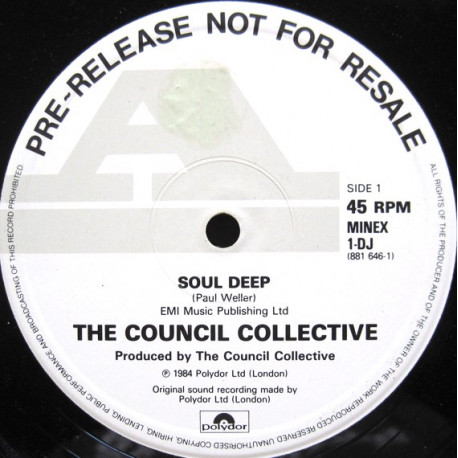 PRE-RELEASE NOT FOR RESALE
A
SIDE 1
45 RPM
MINEX
1-DJ
(881 646-1)
SOUL DEEP
(Paul Weller)
EMI Music Publishing Ltd
THE COUNCIL COLLECTIVE
Produced by The Council Collective
℗ 1984 Polydor Ltd (London)
Original sound recording made by
Polydor Ltd (London)
Polydor
ALL RIGHTS OF THE PRODUCER AND OF THE OWNER OF THE WORK REPRODUCED RESERVED UNAUTHORISED COPYING, HIRING, LENDING, PUBLIC PERFORMANCE AND BROADCASTING OF THIS RECORD PROHIBITED.